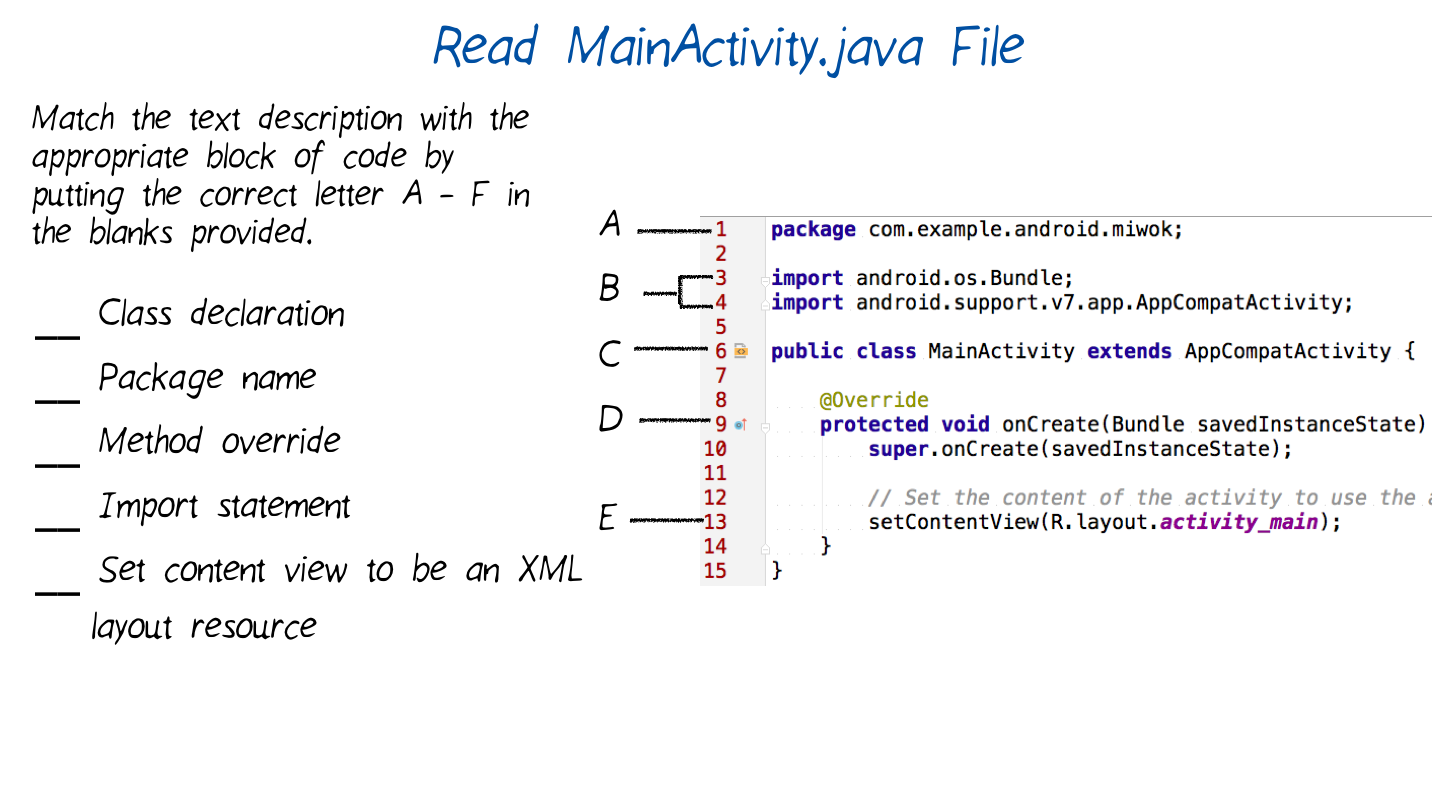 Read MainActivity.java File
Match the text description with the
appropriate block of code by
putting the correct letter A - F in
the blanks provided.
__ Class declaration
__ Package name
__ Method override
__ Import statement
__ Set content view to be an XML
layout resource
A
B
C
D
E
1 package com.example.android.miwok;
2
3 import android.os.Bundle;
4 import android.support.v7.app.AppCompatActivity;
5
6 public class MainActivity extends AppCompatActivity {
7
8 @Override
9 protected void onCreate(Bundle savedInstanceState)
10 super.onCreate(savedInstanceState);
11
12 // Set the content of the activity to use the
13 setContentView(R.layout.activity_main);
14 }
15 }